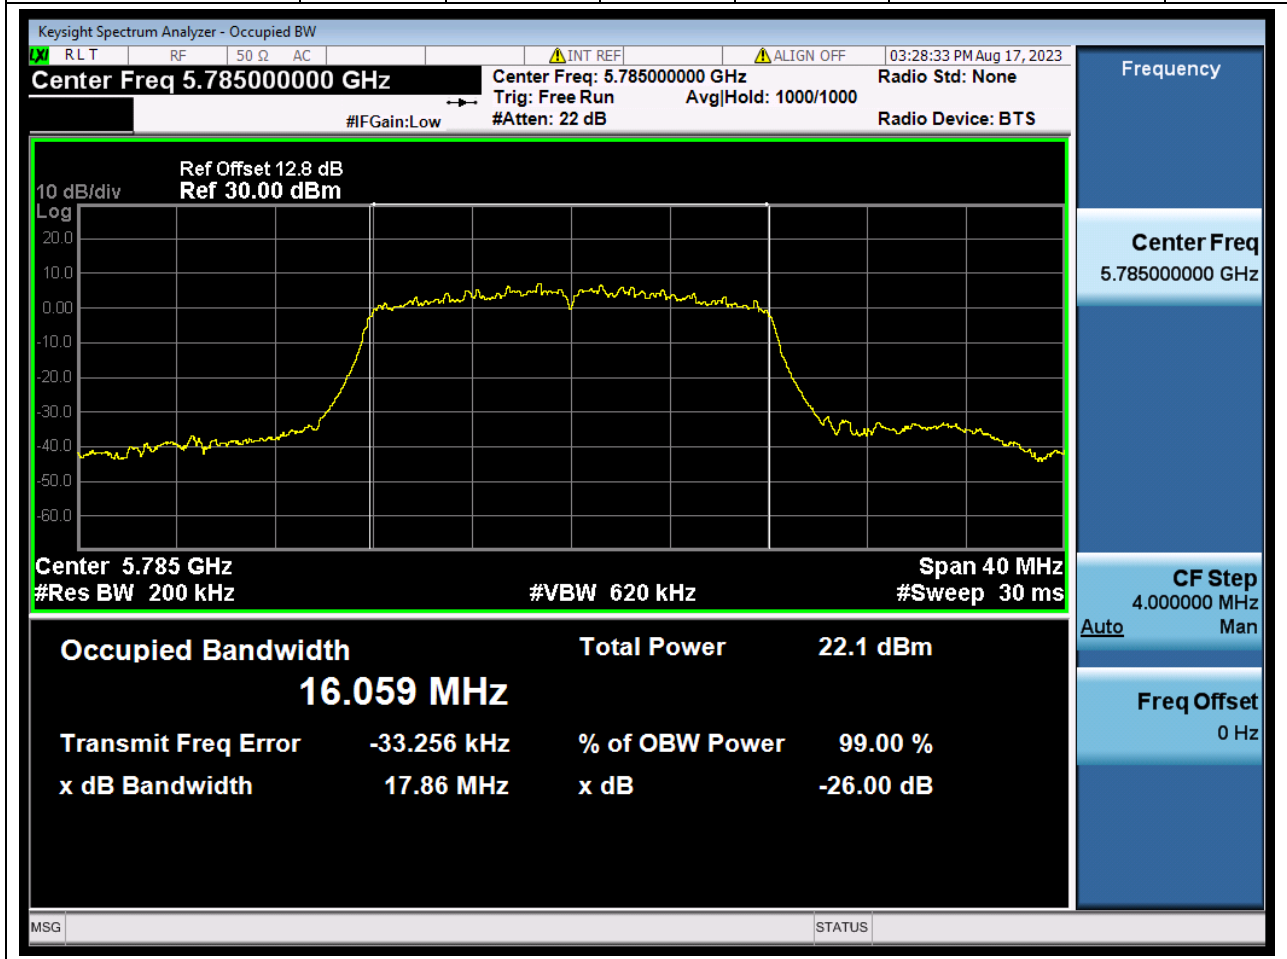 Keysight Spectrum Analyzer - Occupied BW
LXI RLT RF 50 Ω AC INT REF ALIGN OFF 03:28:33 PM Aug 17, 2023
Center Freq 5.785000000 GHz
#IFGain:Low
Center Freq: 5.785000000 GHz
Trig: Free Run Avg|Hold: 1000/1000
#Atten: 22 dB
Radio Std: None
Radio Device: BTS
Ref Offset 12.8 dB
10 dB/div Ref 30.00 dBm
Log
20.0
10.0
0.00
-10.0
-20.0
-30.0
-40.0
-50.0
-60.0
Center 5.785 GHz Span 40 MHz
#Res BW 200 kHz #VBW 620 kHz #Sweep 30 ms
Occupied Bandwidth Total Power 22.1 dBm
16.059 MHz
Transmit Freq Error -33.256 kHz % of OBW Power 99.00 %
x dB Bandwidth 17.86 MHz x dB -26.00 dB
Frequency
Center Freq
5.785000000 GHz
CF Step
4.000000 MHz
Auto Man
Freq Offset
0 Hz
MSG STATUS